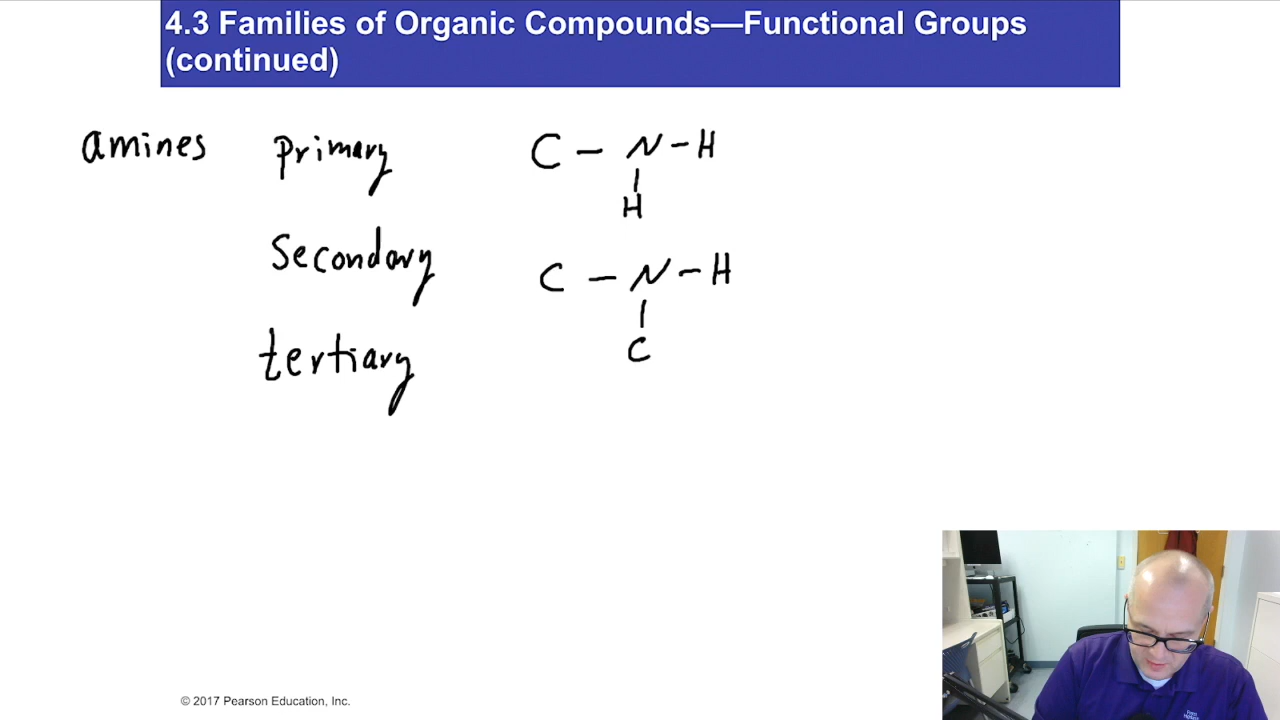 4.3 Families of Organic Compounds—Functional Groups
(continued)
amines primary C – N – H
|
H
secondary C – N – H
|
C
tertiary
© 2017 Pearson Education, Inc.